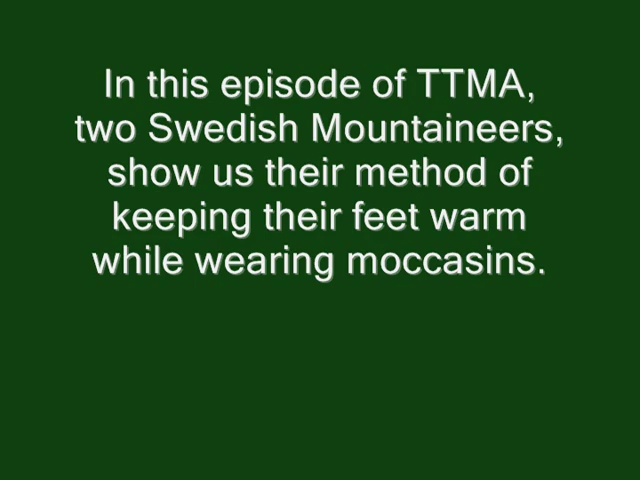 In this episode of TTMA,
two Swedish Mountaineers,
show us their method of
keeping their feet warm
while wearing moccasins.